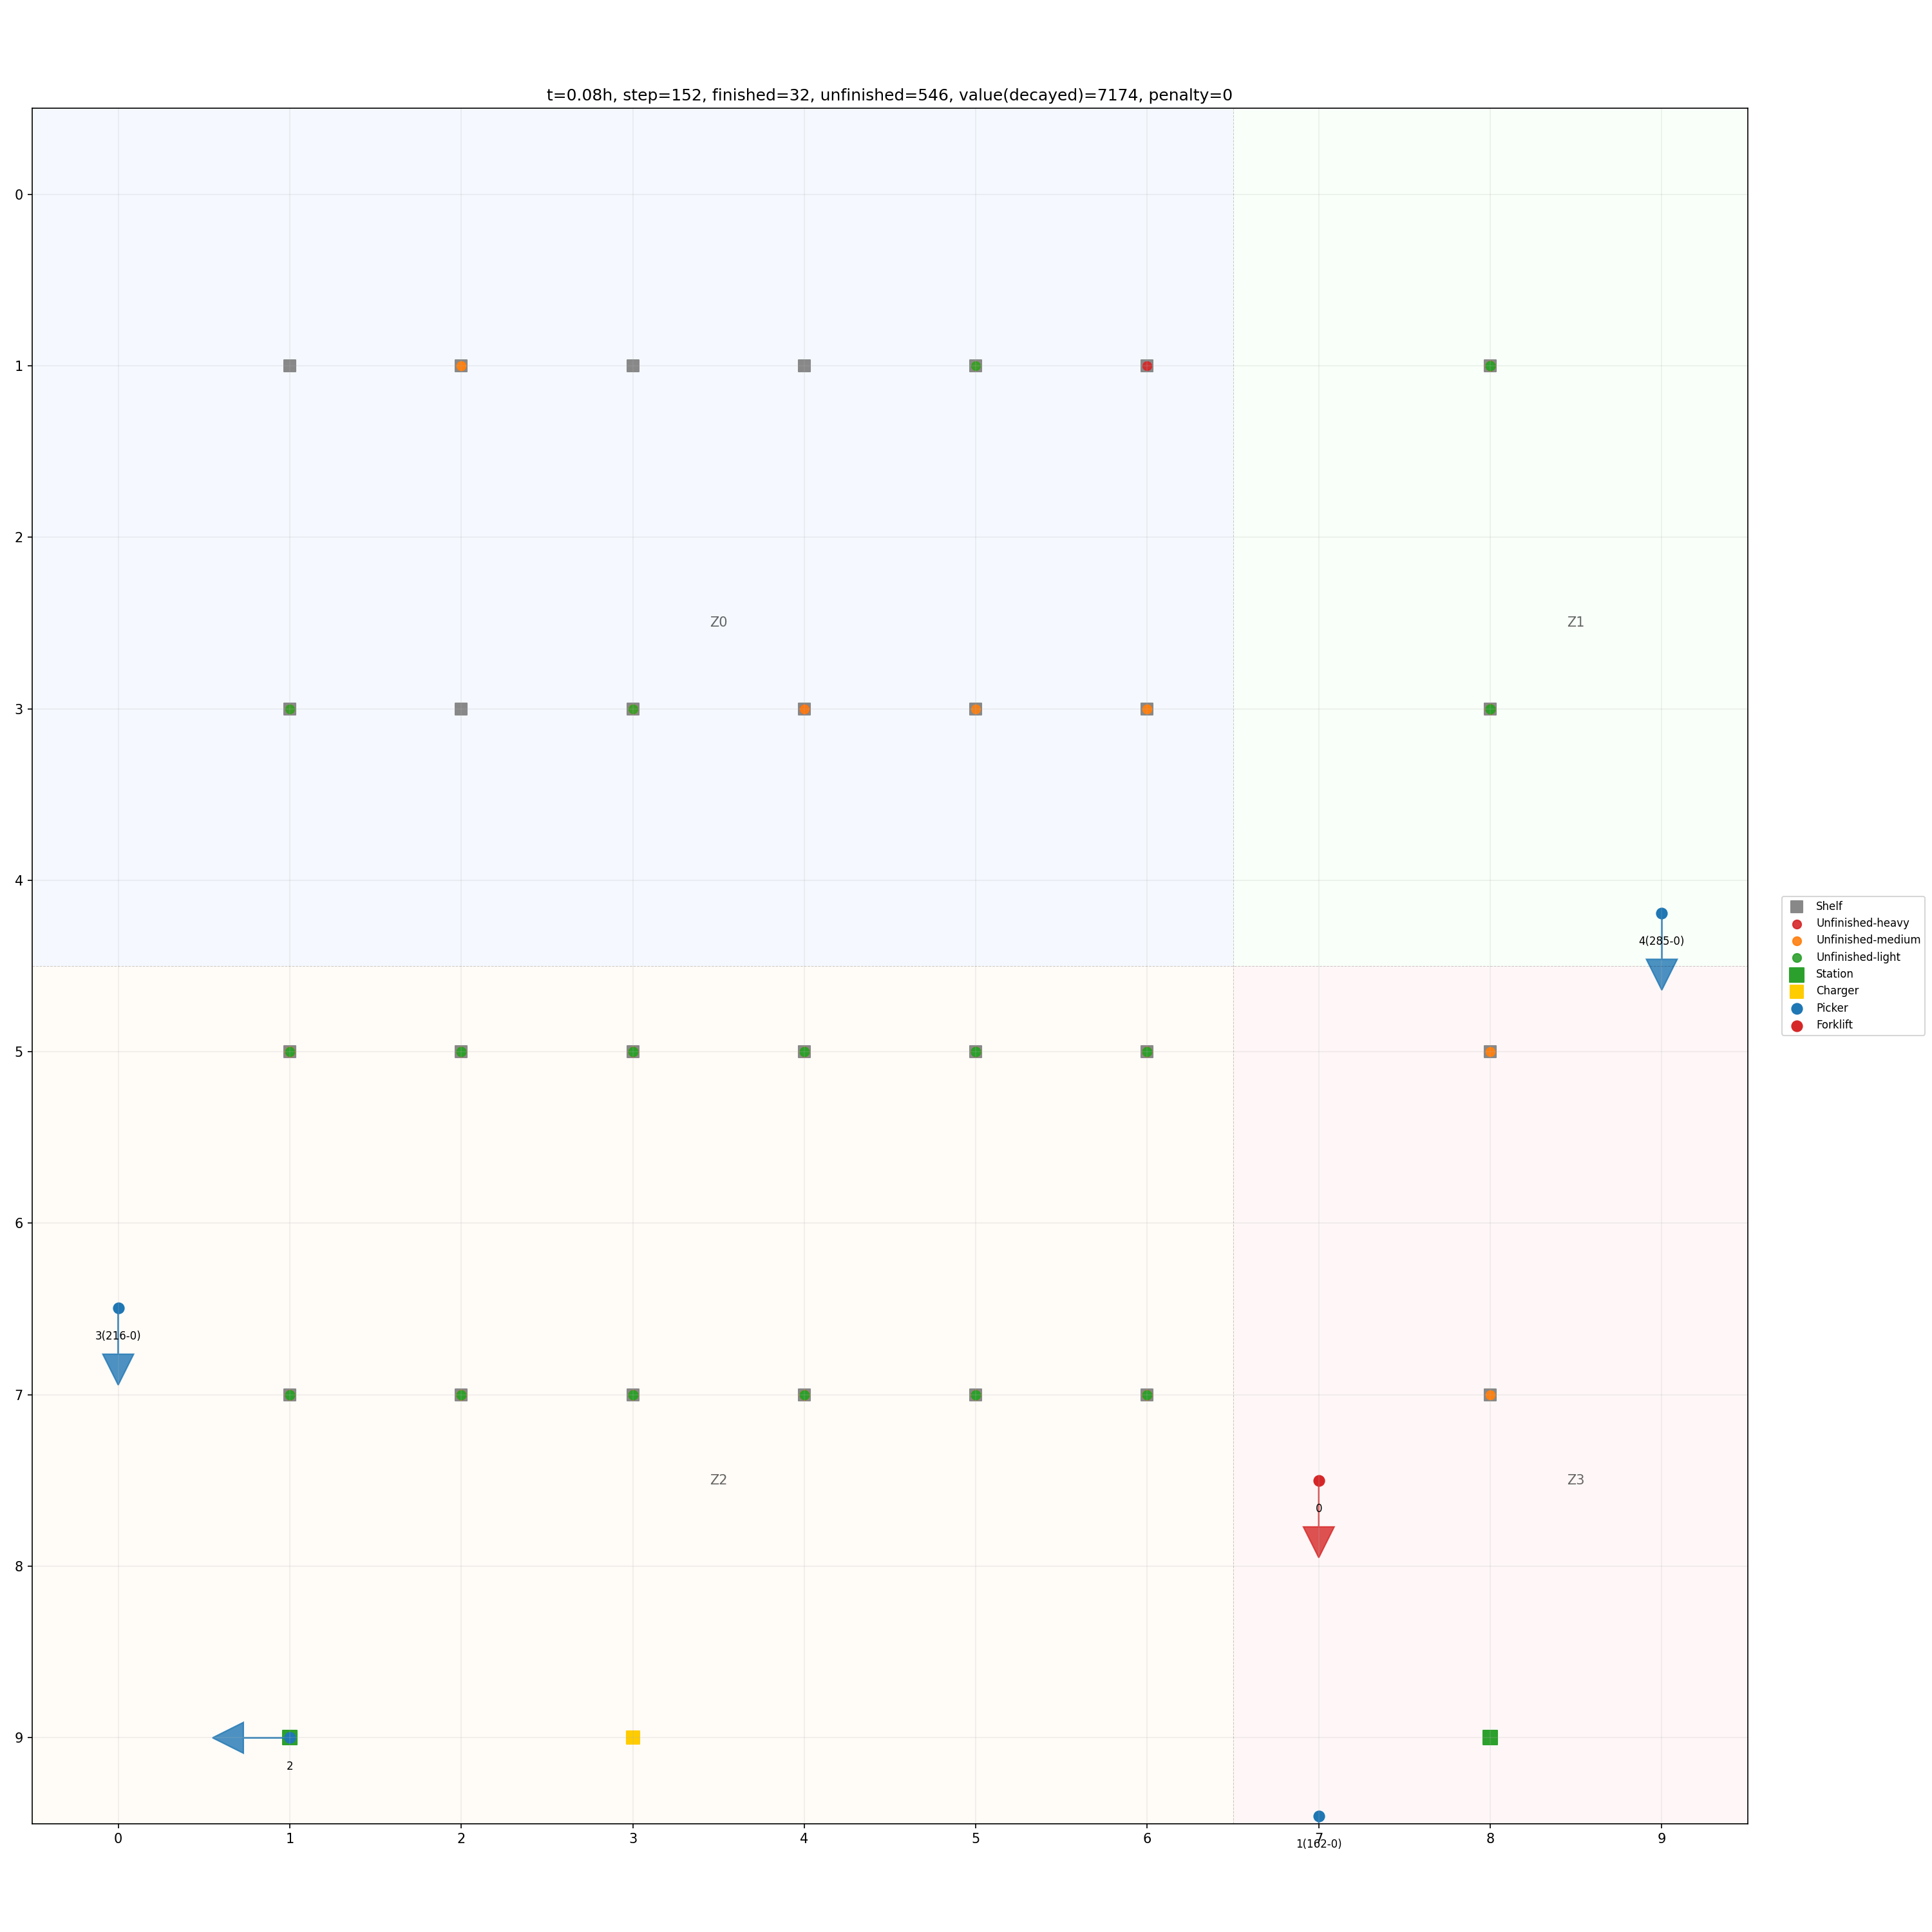 t=0.08h, step=152, finished=32, unfinished=546, value(decayed)=7174, penalty=0
0
1
2
Z0
Z1
3
4
4(285-0)
Shelf
Unfinished-heavy
Unfinished-medium
Unfinished-light
Station
Charger
Picker
Forklift
5
6
3(216-0)
7
Z2
Z3
0
8
9
2
0 1 2 3 4 5 6 7 8 9
1(162-0)